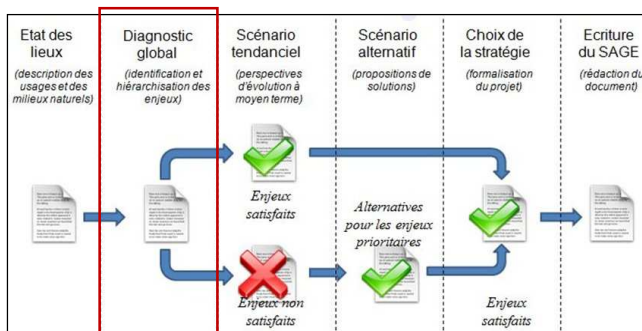 Etat des
lieux
(description des
usages et des
milieux naturels)
Diagnostic
global
(identification et
hiérarchisation des
enjeux)
Scénario
tendanciel
(perspectives
d'évolution à
moyen terme)
Scénario
alternatif
(propositions de
solutions)
Choix de
la stratégie
(formalisation
du projet)
Ecriture
du SAGE
(rédaction du
document)
Enjeux
satisfaits
Alternatives
pour les enjeux
prioritaires
Enjeux non
satisfaits
Enjeux
satisfaits